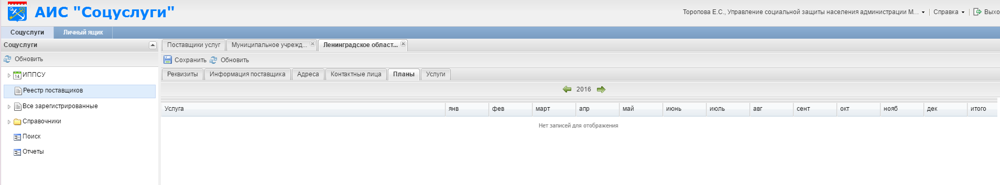 АИС "Соцуслуги"
Торопова Е.С., Управление социальной защиты населения администрации М... Справка Выхо
Соцуслуги Личный ящик
Соцуслуги
Поставщики услуг Муниципальное учрежд... Ленинградское област...
Обновить
Сохранить Обновить
Реквизиты Информация поставщика Адреса Контактные лица Планы Услуги
14 ИППСУ
Реестр поставщиков
2016
Все зарегистрированные
Услуга янв фев март апр май июнь июль авг сент окт нояб дек итого
Справочники
Нет записей для отображения
Поиск
Отчеты